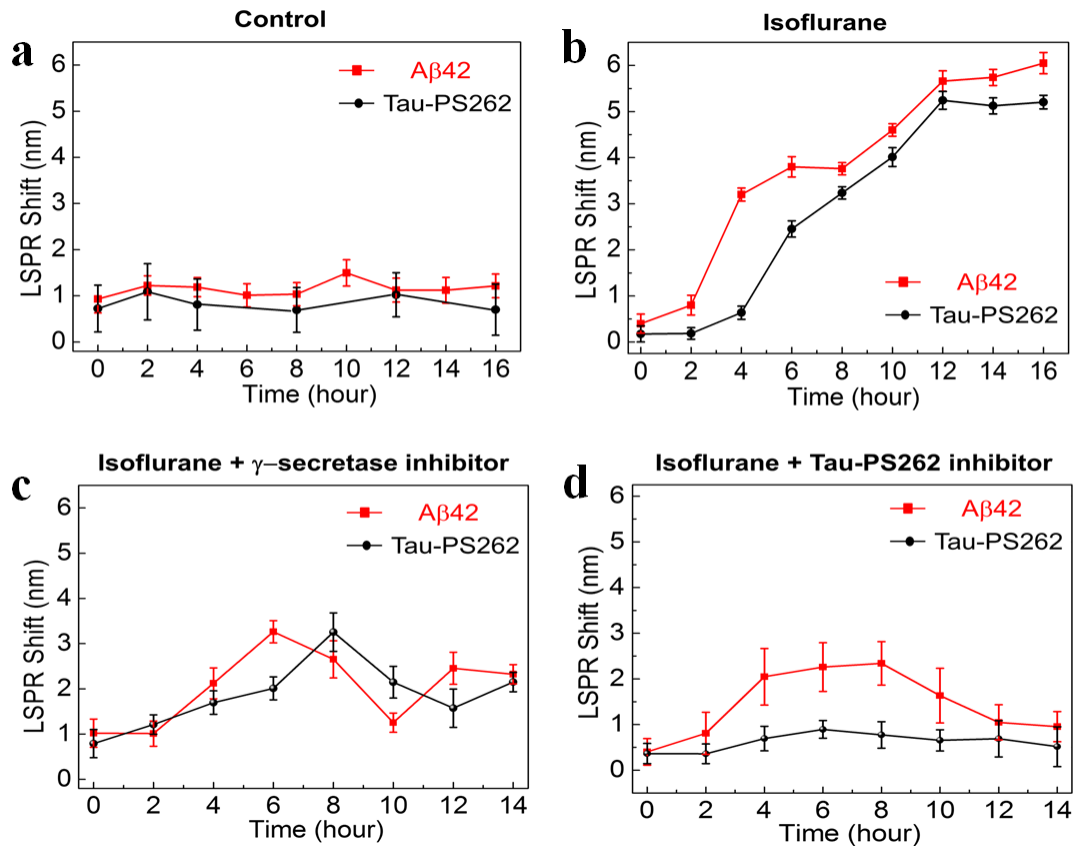 a
Control
6
5
4
3
2
1
0
LSPR Shift (nm)
Aβ42
Tau-PS262
0 2 4 6 8 10 12 14 16
Time (hour)
b
Isoflurane
6
5
4
3
2
1
0
LSPR Shift (nm)
Aβ42
Tau-PS262
0 2 4 6 8 10 12 14 16
Time (hour)
c
Isoflurane + γ−secretase inhibitor
6
5
4
3
2
1
0
LSPR Shift (nm)
Aβ42
Tau-PS262
0 2 4 6 8 10 12 14
Time (hour)
d
Isoflurane + Tau-PS262 inhibitor
6
5
4
3
2
1
0
LSPR Shift (nm)
Aβ42
Tau-PS262
0 2 4 6 8 10 12 14
Time (hour)